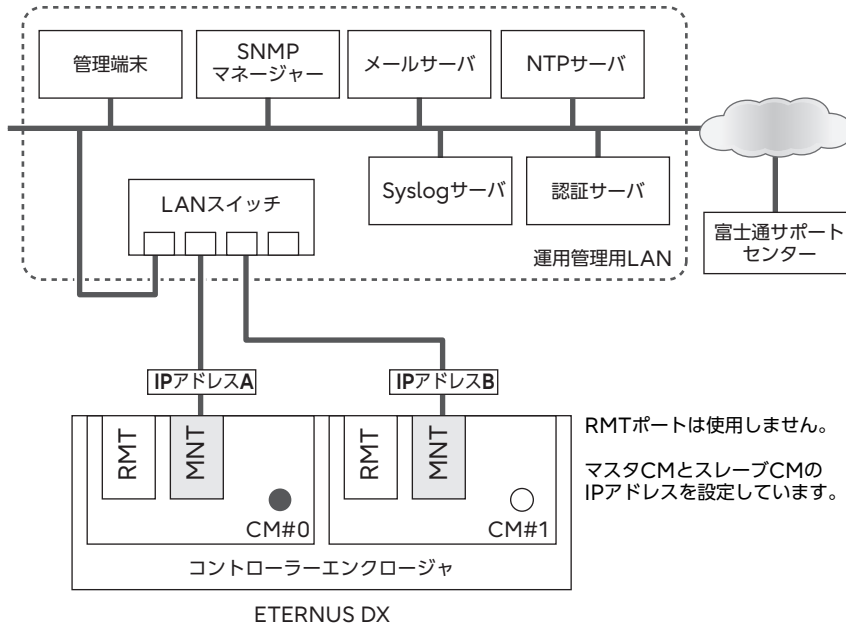 管理端末
SNMP
マネージャー
メールサーバ
NTPサーバ
Syslogサーバ
認証サーバ
LANスイッチ
富士通サポート
センター
運用管理用LAN
IPアドレスA
IPアドレスB
RMT
MNT
RMT
MNT
RMTポートは使用しません。
マスタCMとスレーブCMの
IPアドレスを設定しています。
CM#0
CM#1
コントローラーエンクロージャ
ETERNUS DX